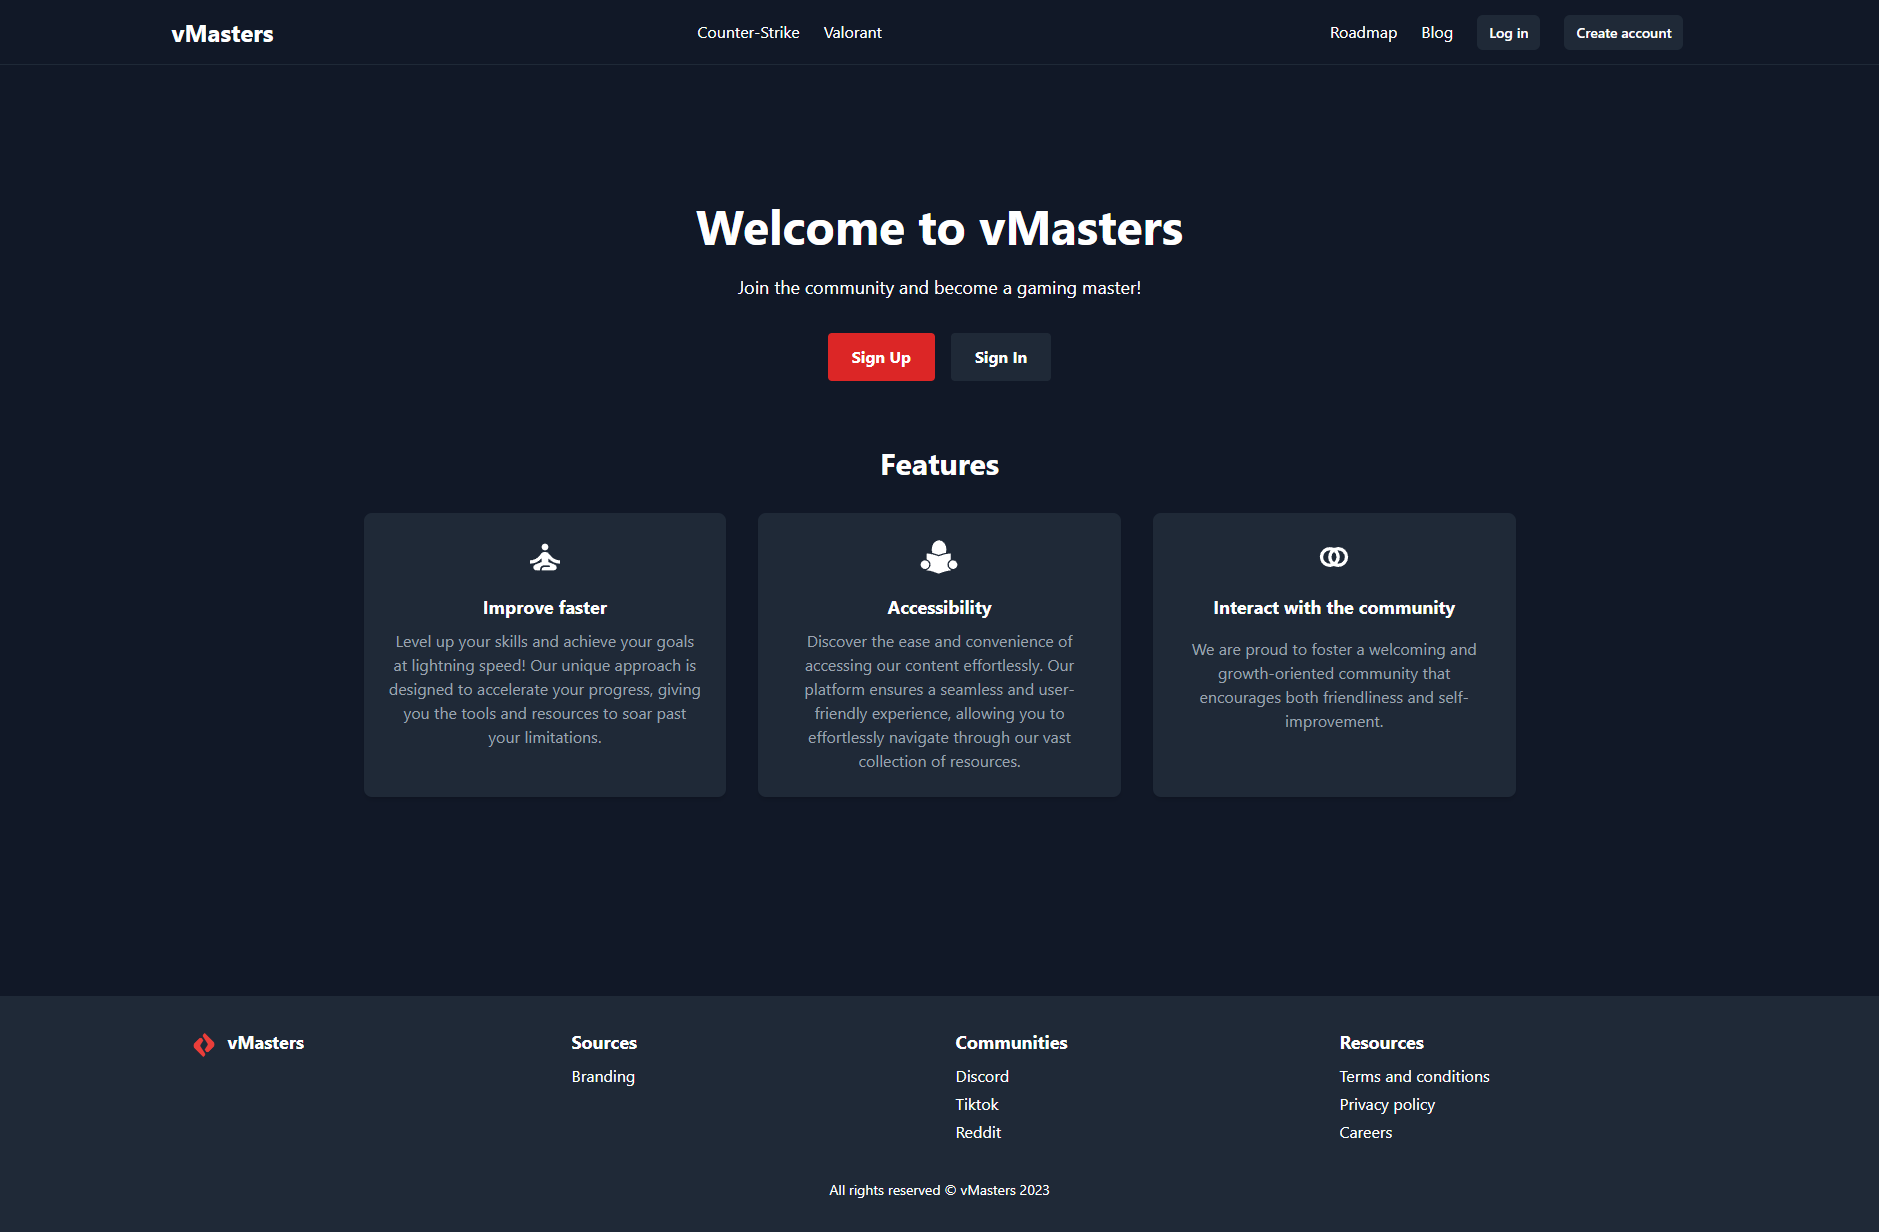 vMasters
Counter-Strike
Valorant
Roadmap
Blog
Log in
Create account
Welcome to vMasters
Join the community and become a gaming master!
Sign Up
Sign In
Features
Improve faster
Level up your skills and achieve your goals
at lightning speed! Our unique approach is
designed to accelerate your progress, giving
you the tools and resources to soar past
your limitations.
Accessibility
Discover the ease and convenience of
accessing our content effortlessly. Our
platform ensures a seamless and user-
friendly experience, allowing you to
effortlessly navigate through our vast
collection of resources.
Interact with the community
We are proud to foster a welcoming and
growth-oriented community that
encourages both friendliness and self-
improvement.
vMasters
Sources
Branding
Communities
Discord
Tiktok
Reddit
Resources
Terms and conditions
Privacy policy
Careers
All rights reserved © vMasters 2023